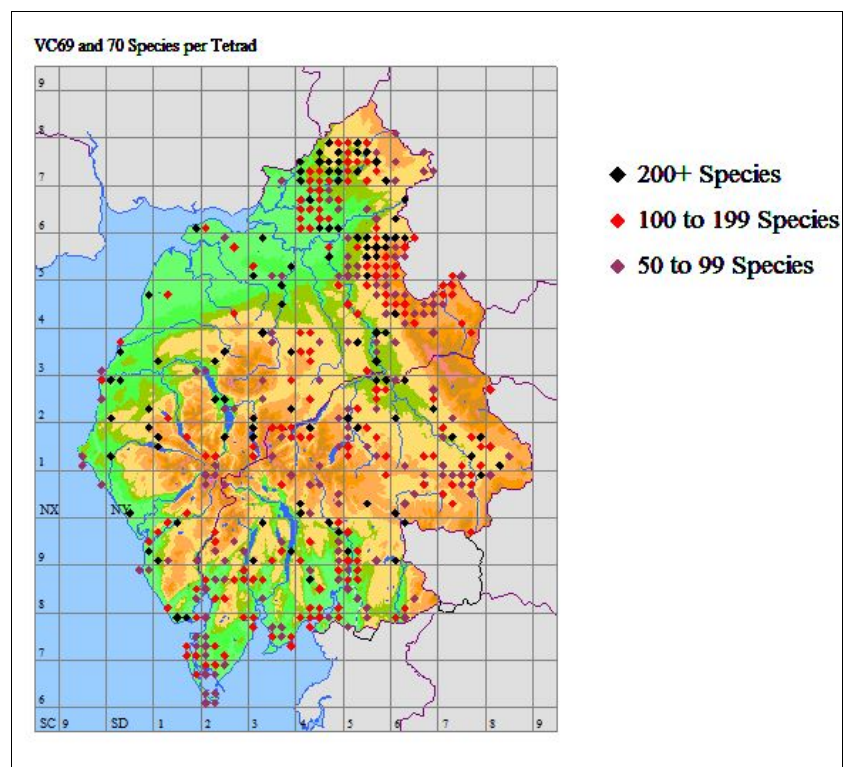 VC69 and 70 Species per Tetrad
9
8
7
6
5
4
3
2
1
NX NY
9
8
7
6
SC 9 SD 1 2 3 4 5 6 7 8 9
200+ Species
100 to 199 Species
50 to 99 Species